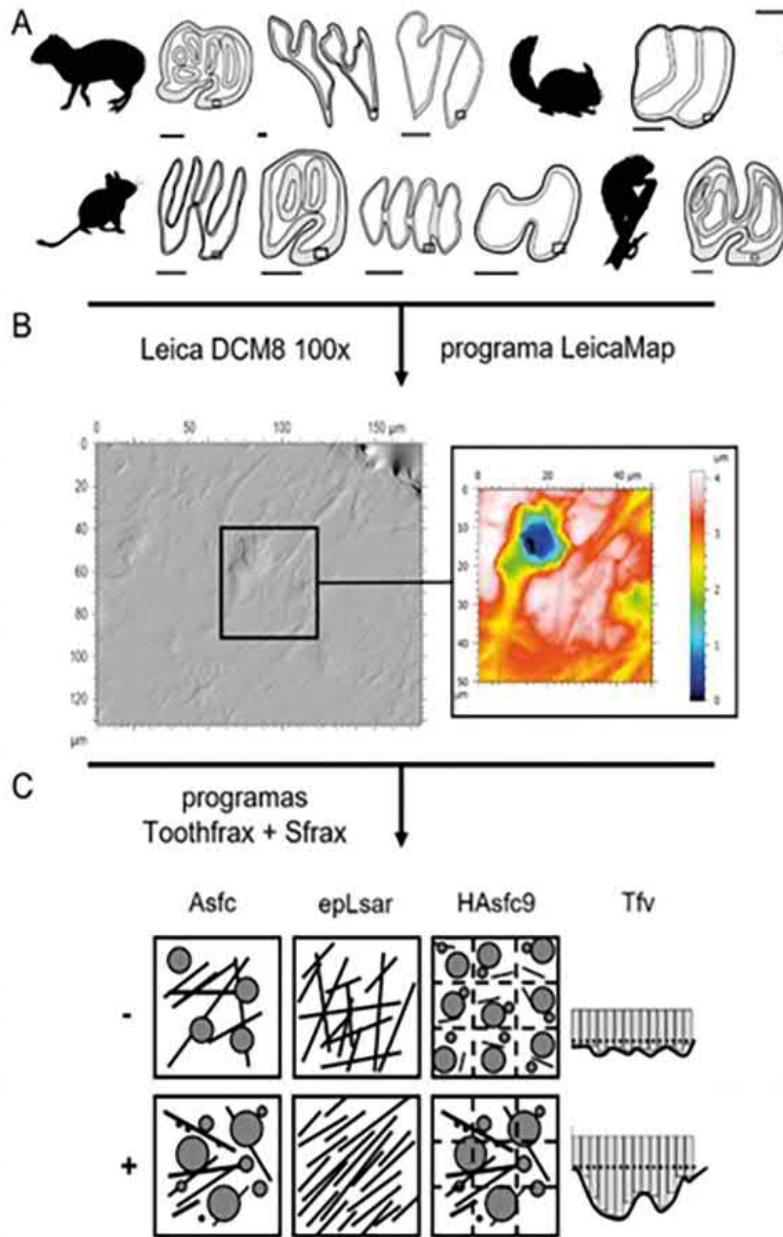 A
B
Leica DCM8 100x
programa LeicaMap
0 50 100 150 µm
0
20
40
60
80
100
120
µm
0 20 40 µm
0
10
20
30
40
50
µm
µm
4
3
2
1
0
C
programas
Toothfrax + Sfrax
Asfc epLsar HAsfc9 Tfv
-
+